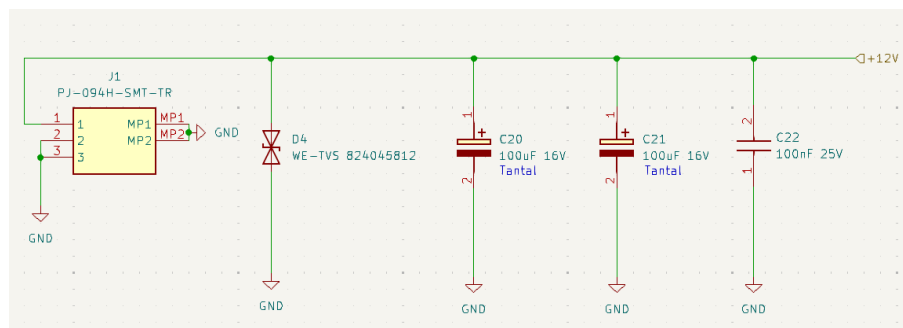 +12V
J1
PJ-094H-SMT-TR
1
2
3
1
2
3
MP1
MP2
MP1
MP2
GND
GND
D4
WE-TVS 824045812
GND
1
+
C20
100uF 16V
Tantal
2
GND
1
+
C21
100uF 16V
Tantal
2
GND
2
C22
100nF 25V
1
GND